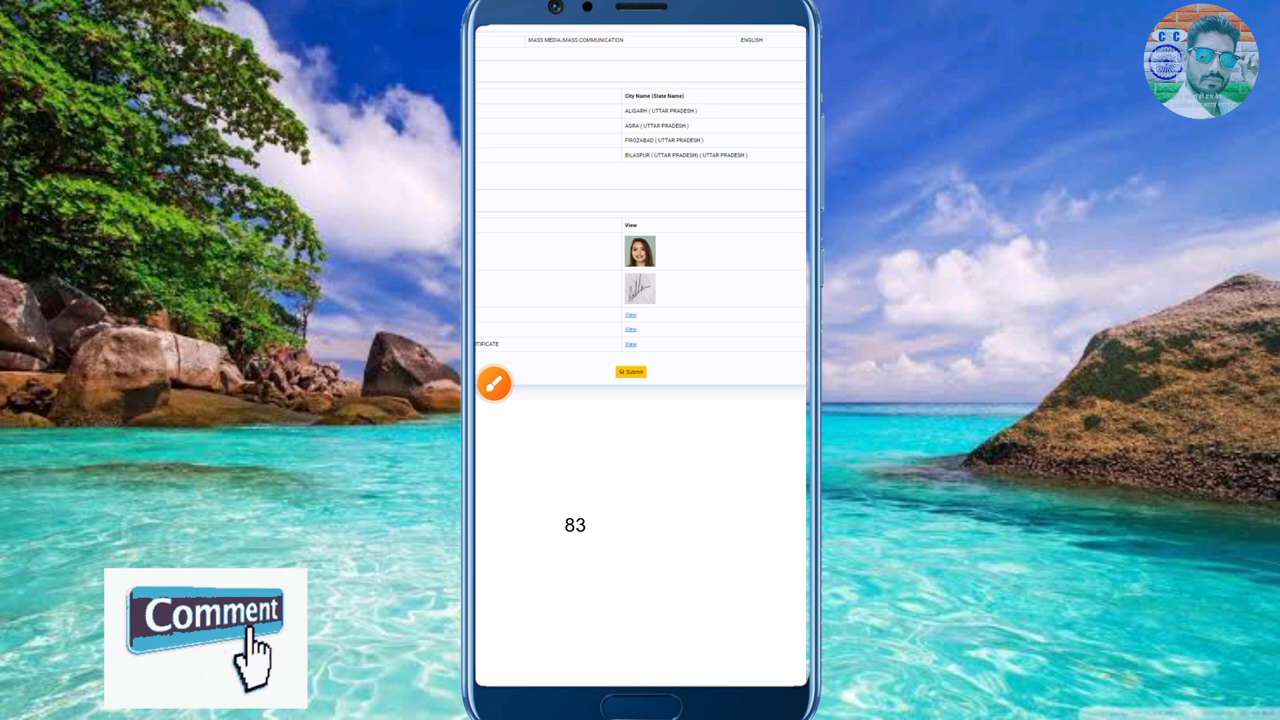 MASS MEDIA/MASS COMMUNICATION ENGLISH
City Name (State Name)
ALIGARH ( UTTAR PRADESH )
AGRA ( UTTAR PRADESH )
FIROZABAD ( UTTAR PRADESH )
BILASPUR ( UTTAR PRADESH) ( UTTAR PRADESH )
View
View
View
TIFICATE View
Submit
83
Comment
C C